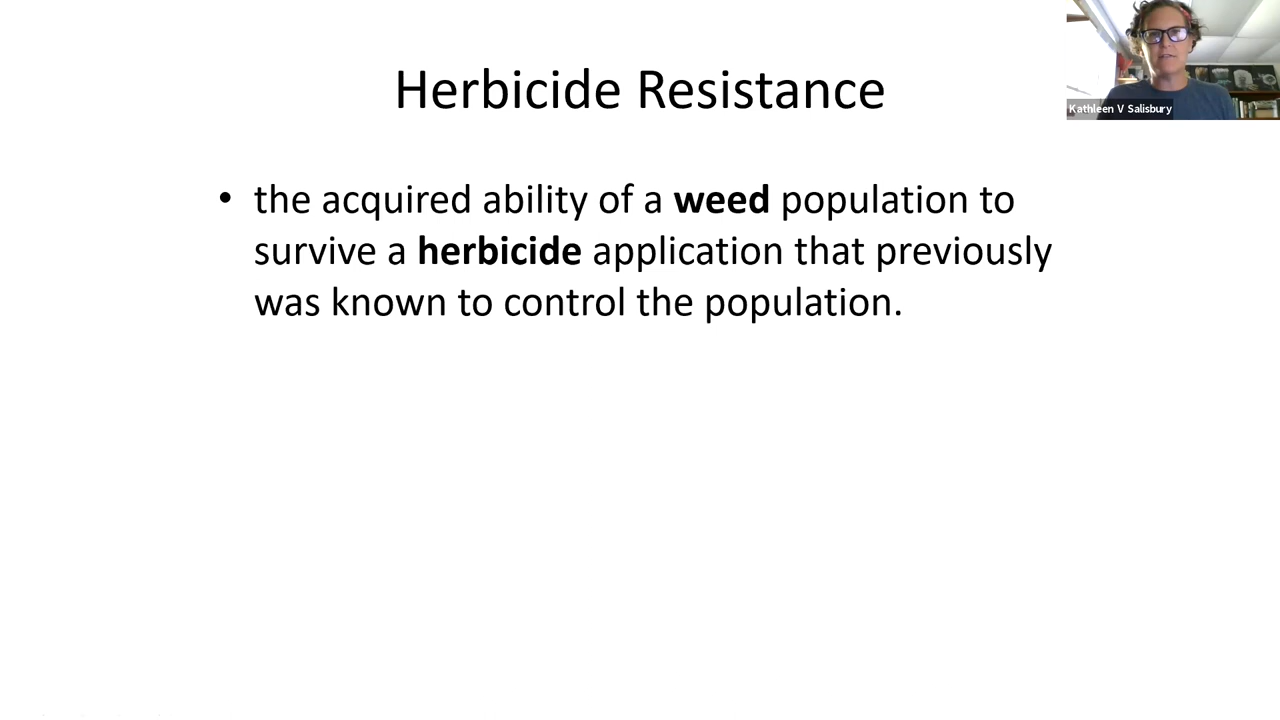 Herbicide Resistance
Kathleen V Salisbury
• the acquired ability of a weed population to
survive a herbicide application that previously
was known to control the population.